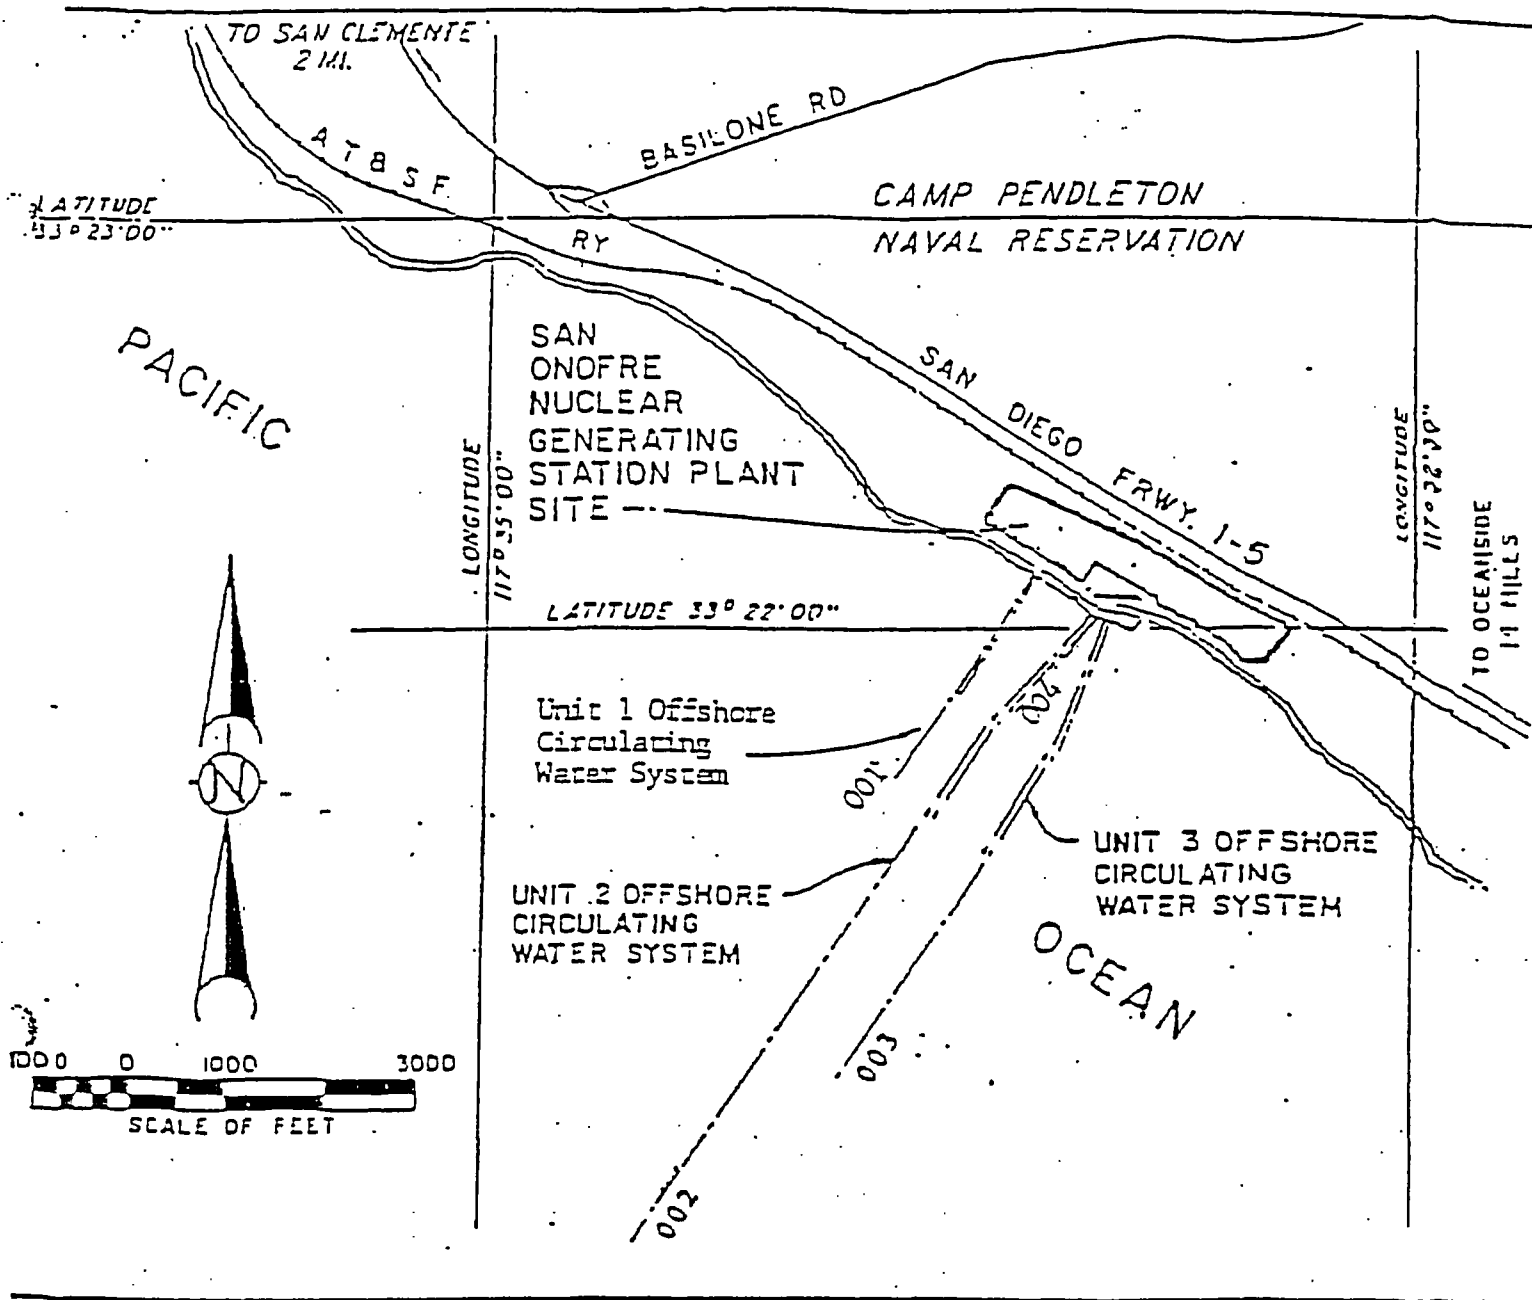 TO SAN CLEMENTE
2 MI.
BASILONE RD
A T & S F
RY
LATITUDE
33° 23' 00"
CAMP PENDLETON
NAVAL RESERVATION
PACIFIC
SAN
ONOFRE
NUCLEAR
GENERATING
STATION PLANT
SITE
SAN DIEGO FRWY. I-5
LONGITUDE
117° 35' 00"
LONGITUDE
TO OCEANSIDE
LATITUDE 33° 22' 00"
Unit 1 Offshore
Circulating
Water System
001
004
UNIT 3 OFFSHORE
CIRCULATING
WATER SYSTEM
UNIT 2 OFFSHORE
CIRCULATING
WATER SYSTEM
N
OCEAN
003
002
1000 0 1000 3000
SCALE OF FEET